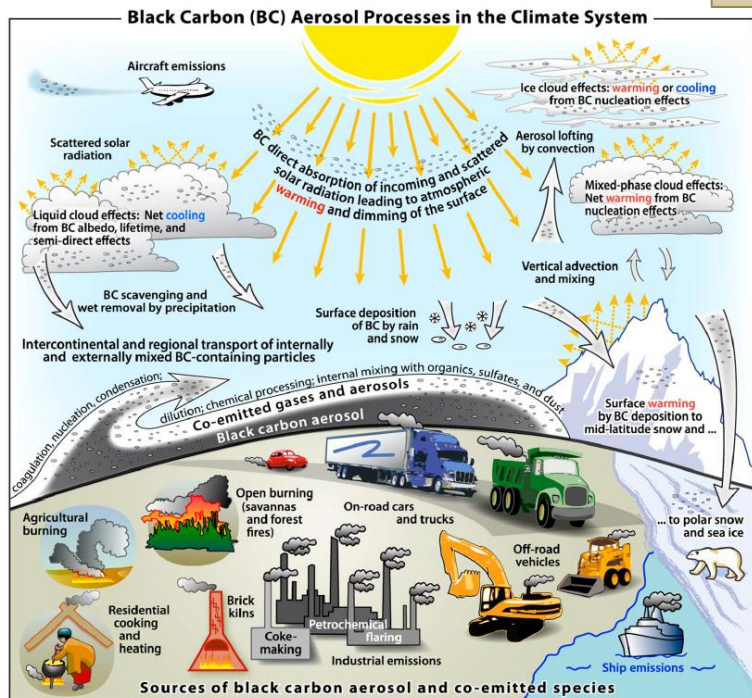 Black Carbon (BC) Aerosol Processes in the Climate System
Aircraft emissions
Ice cloud effects: warming or cooling
from BC nucleation effects
Scattered solar
radiation
BC direct absorption of incoming and scattered
solar radiation leading to atmospheric
warming and dimming of the surface
Aerosol lofting
by convection
Liquid cloud effects: Net cooling
from BC albedo, lifetime, and
semi-direct effects
Mixed-phase cloud effects:
Net warming from BC
nucleation effects
BC scavenging and
wet removal by precipitation
Vertical advection
and mixing
Surface deposition
of BC by rain
and snow
Intercontinental and regional transport of internally
and externally mixed BC-containing particles
coagulation, nucleation, condensation;
dilution; chemical processing; internal mixing with organics, sulfates, and dust
Co-emitted gases and aerosols
Black carbon aerosol
Surface warming
by BC deposition to
mid-latitude snow and ...
... to polar snow
and sea ice
Agricultural
burning
Open burning
(savannas
and forest
fires)
On-road cars
and trucks
Off-road
vehicles
Residential
cooking
and
heating
Brick
kilns
Coke-
making
Petrochemical
flaring
Industrial emissions
Ship emissions
Sources of black carbon aerosol and co-emitted species